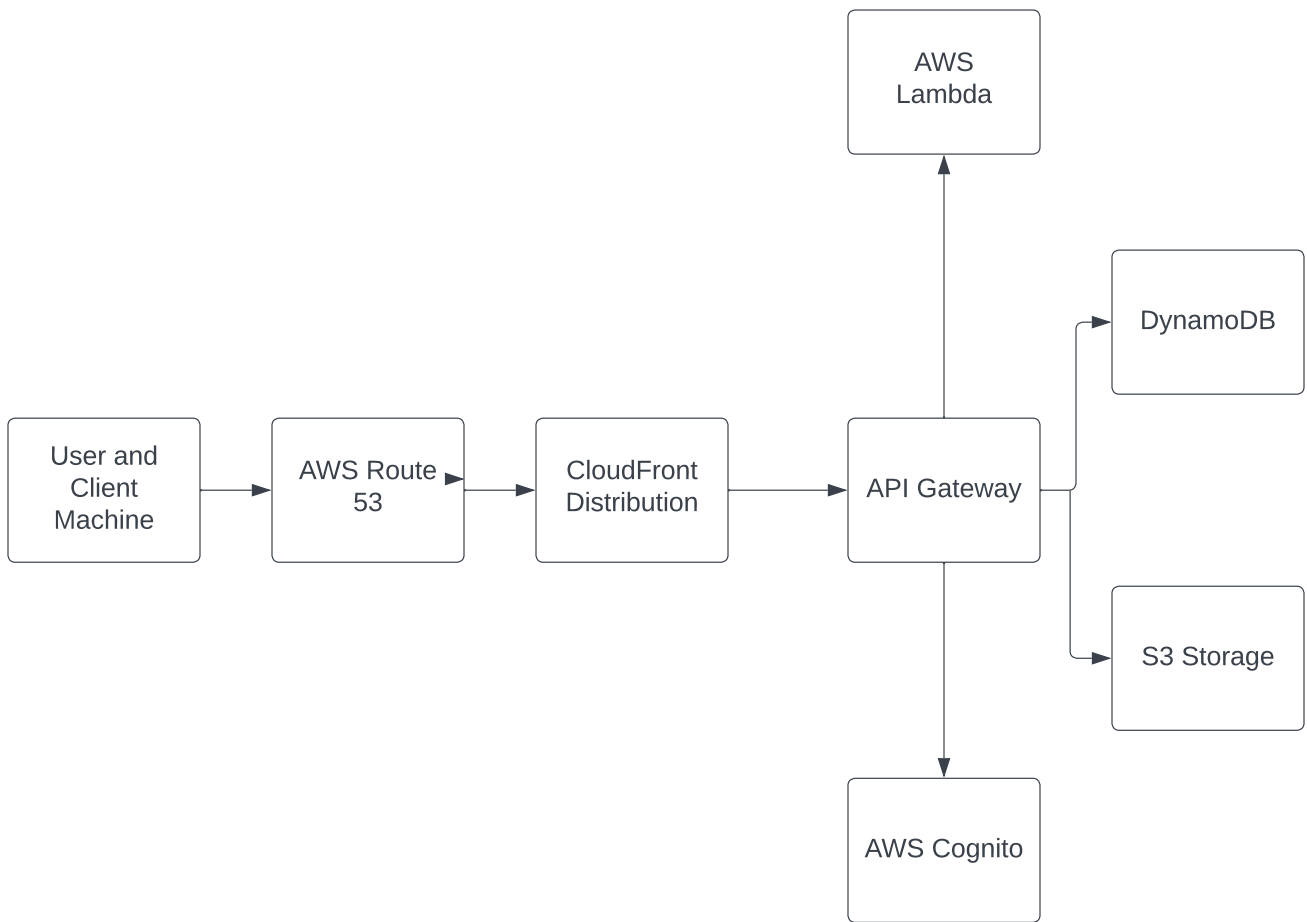 AWS
Lambda
DynamoDB
User and
Client
Machine
AWS Route
53
CloudFront
Distribution
API Gateway
S3 Storage
AWS Cognito